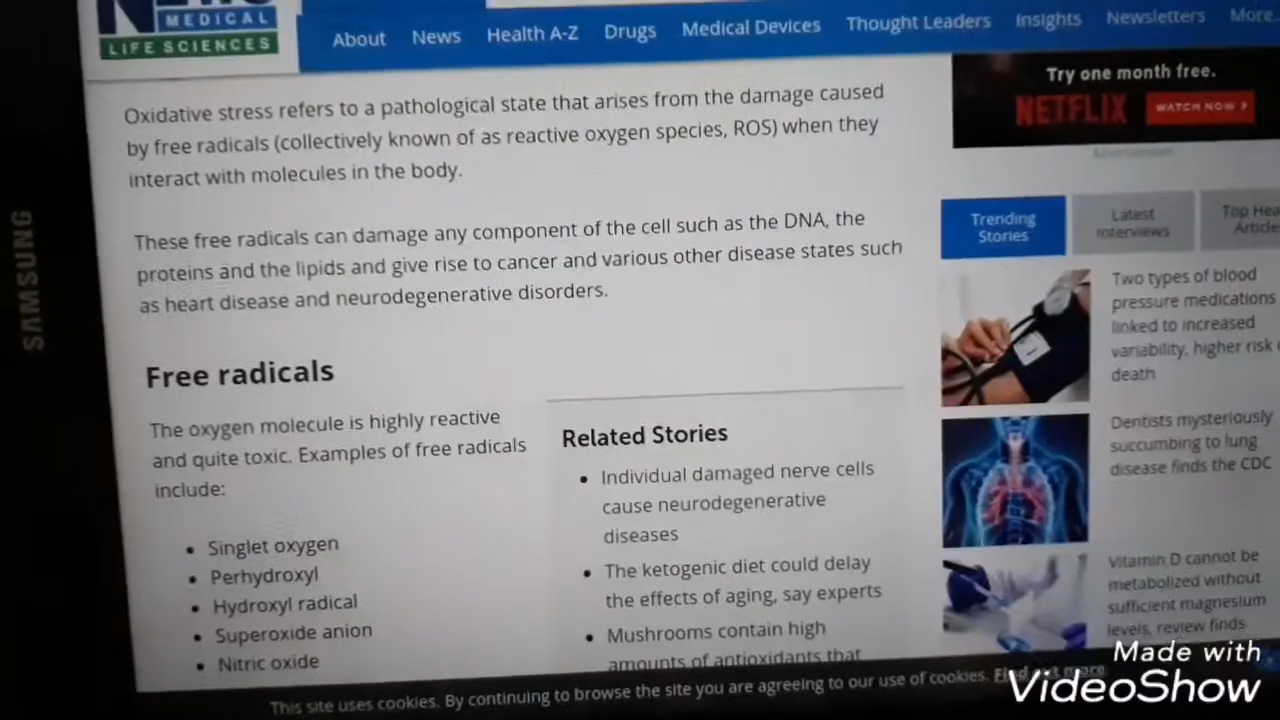 MEDICAL
LIFE SCIENCES
About News Health A-Z Drugs Medical Devices Thought Leaders Insights Newsletters More
Oxidative stress refers to a pathological state that arises from the damage caused
by free radicals (collectively known of as reactive oxygen species, ROS) when they
interact with molecules in the body.
These free radicals can damage any component of the cell such as the DNA, the
proteins and the lipids and give rise to cancer and various other disease states such
as heart disease and neurodegenerative disorders.
Free radicals
The oxygen molecule is highly reactive
and quite toxic. Examples of free radicals
include:
• Singlet oxygen
• Perhydroxyl
• Hydroxyl radical
• Superoxide anion
• Nitric oxide
Related Stories
• Individual damaged nerve cells
cause neurodegenerative
diseases
• The ketogenic diet could delay
the effects of aging, say experts
• Mushrooms contain high
amounts of antioxidants that
Try one month free.
NETFLIX WATCH NOW >
Advertisement
Trending
Stories
Latest
Interviews
Top Hea
Article
Two types of blood
pressure medications
linked to increased
variability, higher risk
death
Dentists mysteriously
succumbing to lung
disease finds the CDC
Vitamin D cannot be
metabolized without
sufficient magnesium
levels, review finds
This site uses cookies. By continuing to browse the site you are agreeing to our use of cookies. Find out more
SAMSUNG
Made with
VideoShow